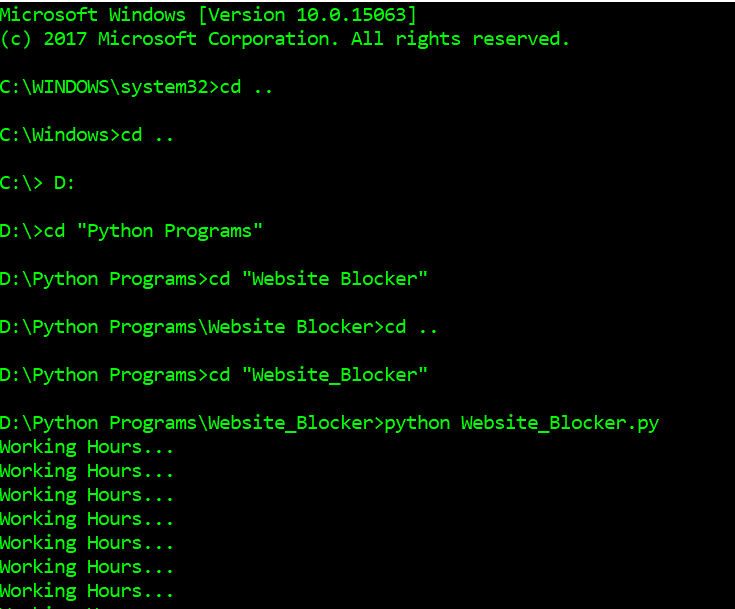 Microsoft Windows [Version 10.0.15063]
(c) 2017 Microsoft Corporation. All rights reserved.
C:\WINDOWS\system32>cd ..
C:\Windows>cd ..
C:\> D:
D:\>cd "Python Programs"
D:\Python Programs>cd "Website Blocker"
D:\Python Programs\Website Blocker>cd ..
D:\Python Programs>cd "Website_Blocker"
D:\Python Programs\Website_Blocker>python Website_Blocker.py
Working Hours...
Working Hours...
Working Hours...
Working Hours...
Working Hours...
Working Hours...
Working Hours...